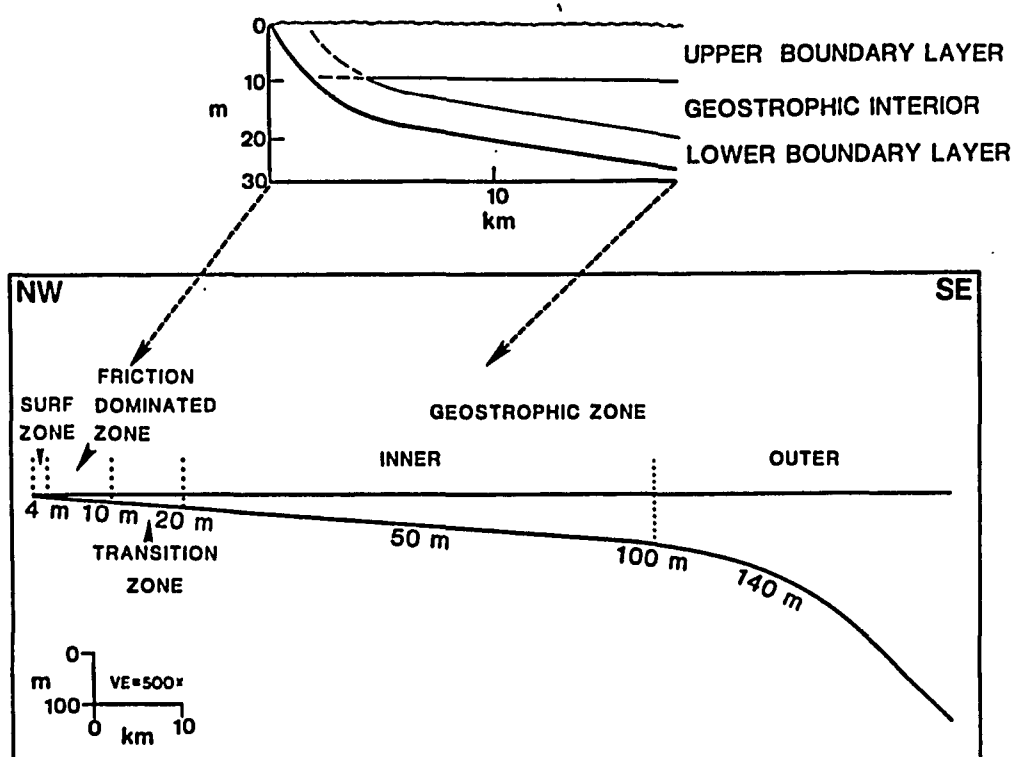 0
UPPER BOUNDARY LAYER
10
m
GEOSTROPHIC INTERIOR
20
LOWER BOUNDARY LAYER
30
10
km
NW
SE
FRICTION
SURF DOMINATED
ZONE ZONE
GEOSTROPHIC ZONE
INNER
OUTER
4 m 10 m 20 m
50 m
100 m
140 m
TRANSITION
ZONE
0
m
VE=500x
100
0
10
km